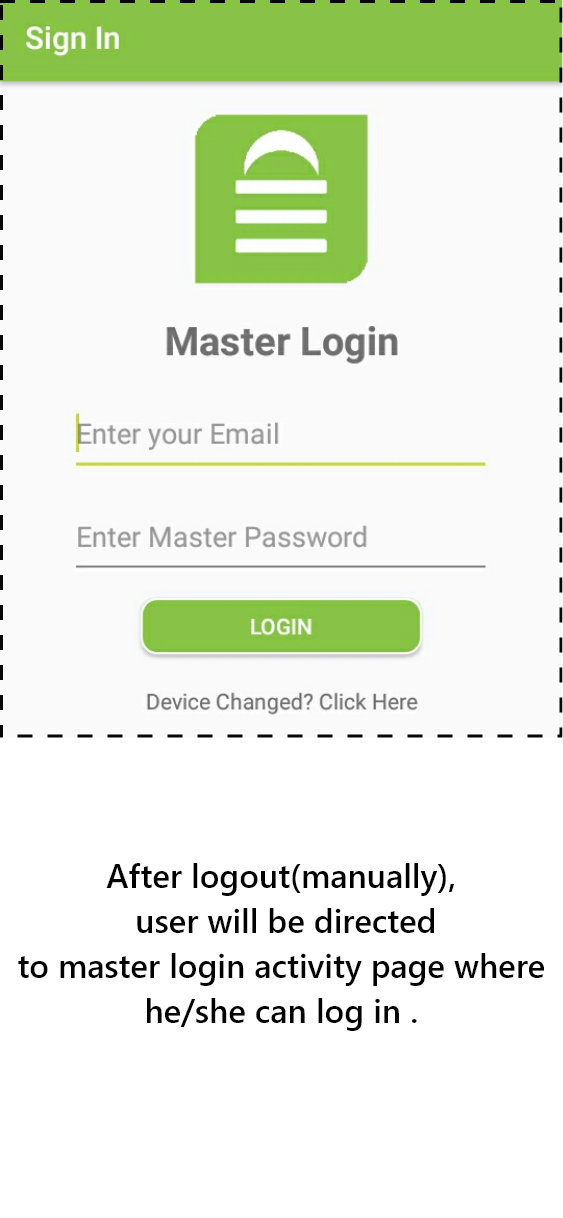 Sign In
Master Login
Enter your Email
Enter Master Password
LOGIN
Device Changed? Click Here
After logout(manually),
user will be directed
to master login activity page where
he/she can log in .